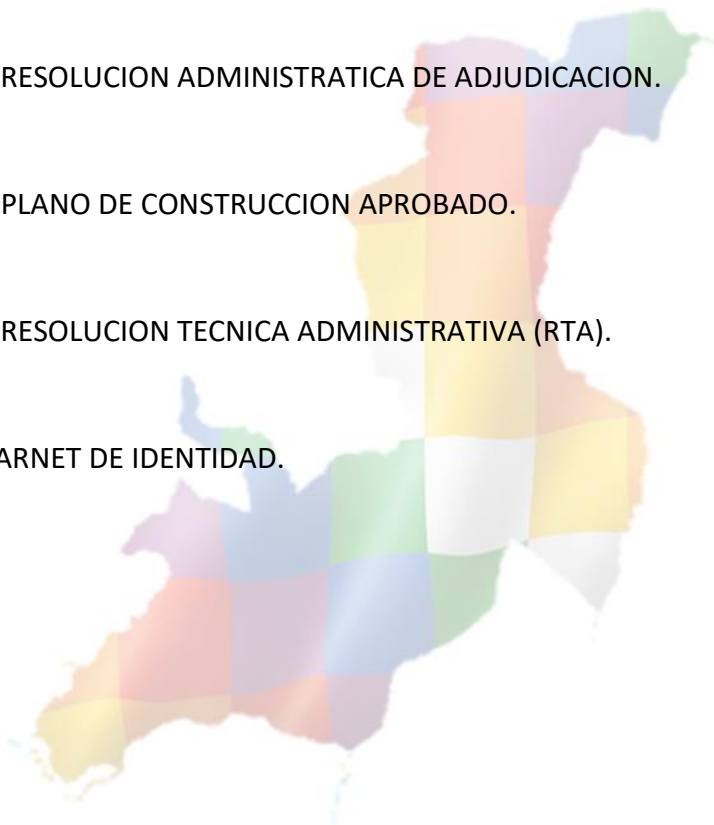 RESOLUCION ADMINISTRATICA DE ADJUDICACION.
PLANO DE CONSTRUCCION APROBADO.
RESOLUCION TECNICA ADMINISTRATIVA (RTA).
ARNET DE IDENTIDAD.